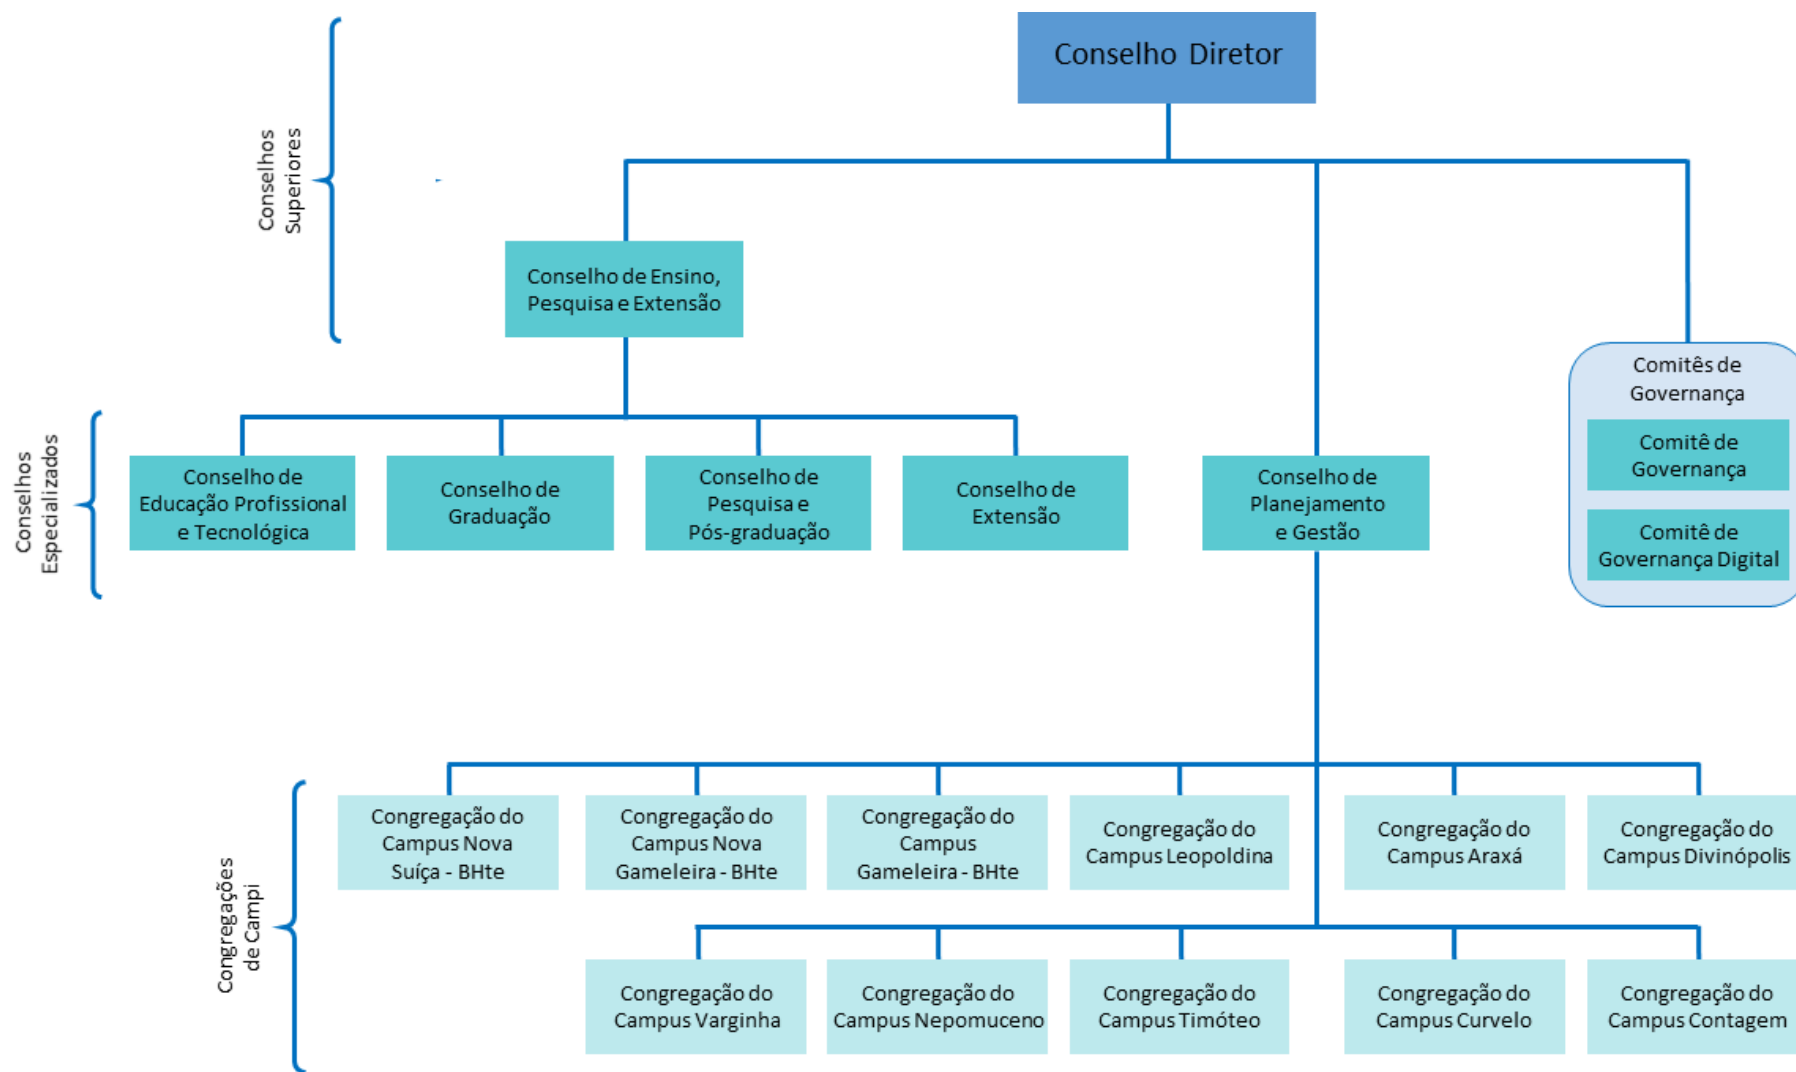 Conselho Diretor
Conselhos
Superiores
Conselho de Ensino,
Pesquisa e Extensão
Comitês de
Governança
Comitê de
Governança
Comitê de
Governança Digital
Conselhos
Especializados
Conselho de
Educação Profissional
e Tecnológica
Conselho de
Graduação
Conselho de
Pesquisa e
Pós-graduação
Conselho de
Extensão
Conselho de
Planejamento
e Gestão
Congregações
de Campi
Congregação do
Campus Nova
Suíça - BHte
Congregação do
Campus Nova
Gameleira - BHte
Congregação do
Campus
Gameleira - BHte
Congregação do
Campus Leopoldina
Congregação do
Campus Araxá
Congregação do
Campus Divinópolis
Congregação do
Campus Varginha
Congregação do
Campus Nepomuceno
Congregação do
Campus Timóteo
Congregação do
Campus Curvelo
Congregação do
Campus Contagem